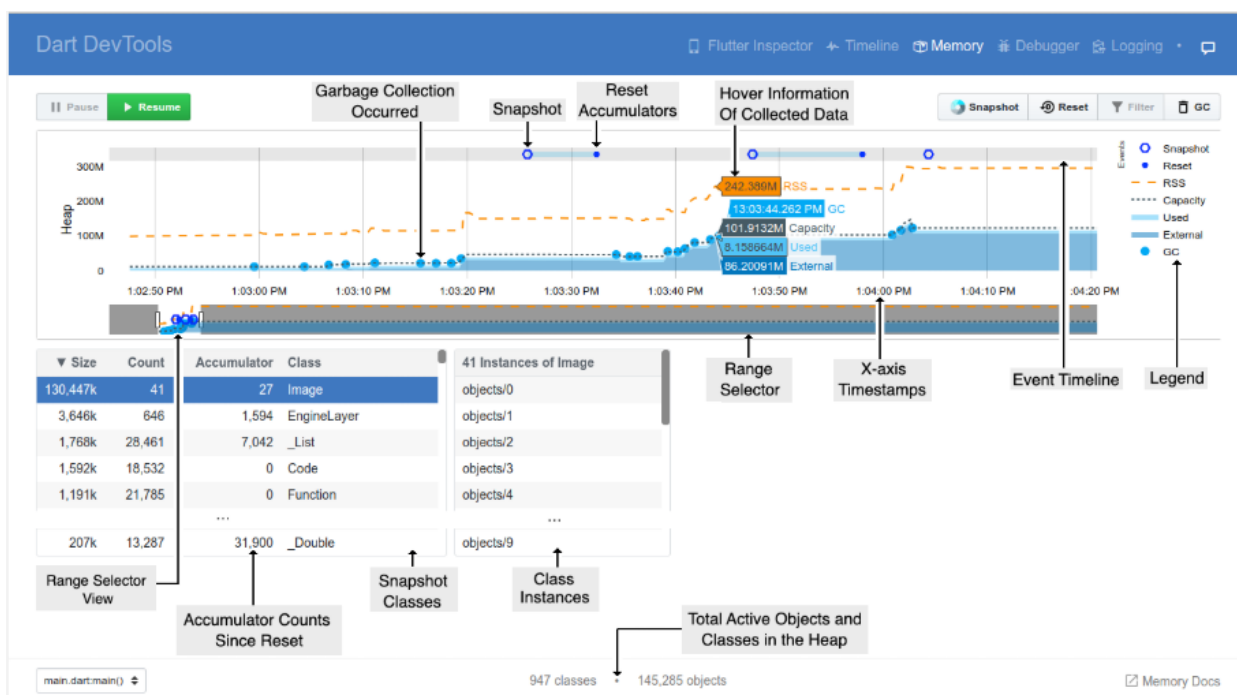 Dart DevTools
Flutter Inspector Timeline Memory Debugger Logging
Pause Resume
Garbage Collection
Occurred
Snapshot
Reset
Accumulators
Hover Information
Of Collected Data
Snapshot Reset Filter GC
Events
Snapshot
Reset
RSS
Capacity
Used
External
GC
Heap
300M
200M
100M
0
242.389M RSS
13:03:44.262 PM GC
101.9132M Capacity
8.158664M Used
86.20091M External
1:02:50 PM 1:03:00 PM 1:03:10 PM 1:03:20 PM 1:03:30 PM 1:03:40 PM 1:03:50 PM 1:04:00 PM 1:04:10 PM 1:04:20 PM
▼ Size Count Accumulator Class
130,447k 41 27 Image
3,646k 646 1,594 EngineLayer
1,768k 28,461 7,042 _List
1,592k 18,532 0 Code
1,191k 21,785 0 Function
...
207k 13,287 31,900 _Double
41 Instances of Image
objects/0
objects/1
objects/2
objects/3
objects/4
...
objects/9
Range
Selector
X-axis
Timestamps
Event Timeline
Legend
Range Selector
View
Accumulator Counts
Since Reset
Snapshot
Classes
Class
Instances
Total Active Objects and
Classes in the Heap
main.dart:main() 947 classes • 145,285 objects Memory Docs